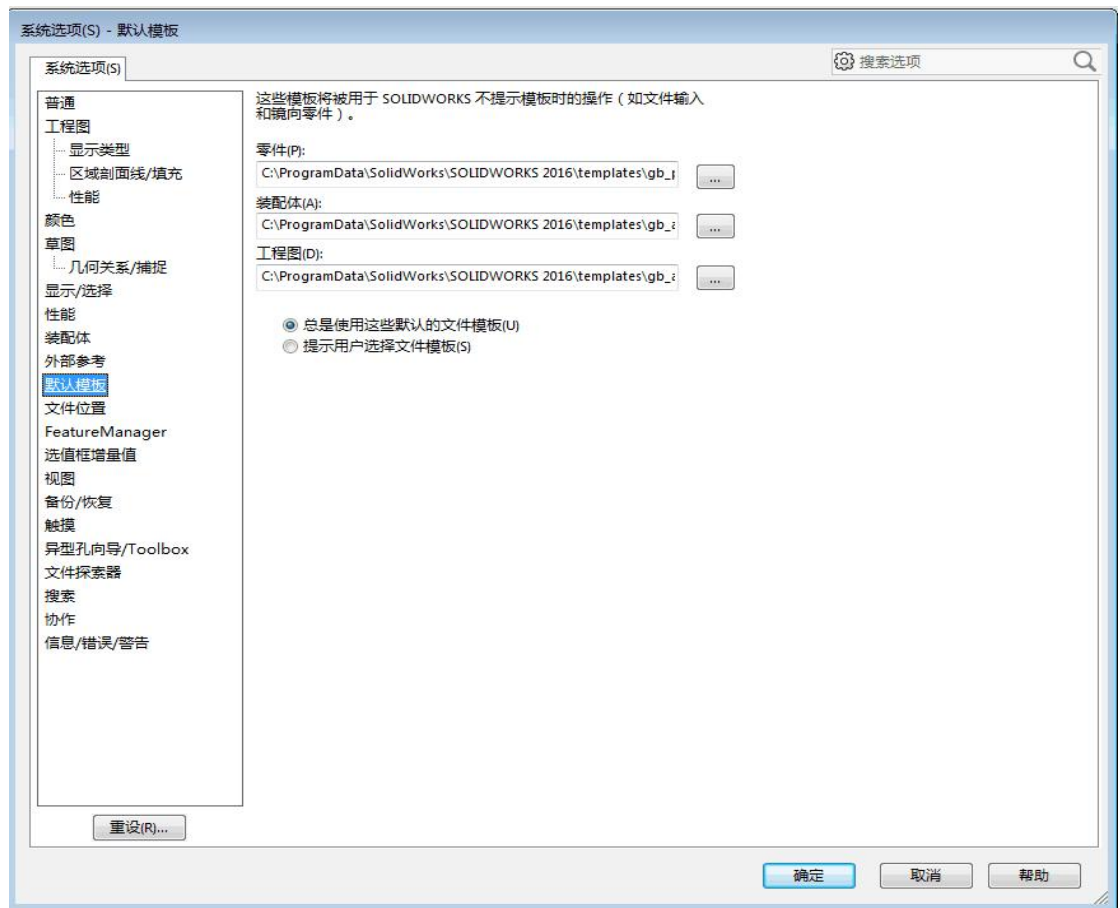 系统选项(S) - 默认模板
系统选项(S)
搜索选项
普通
工程图
显示类型
区域剖面线/填充
性能
颜色
草图
几何关系/捕捉
显示/选择
性能
装配体
外部参考
默认模板
文件位置
FeatureManager
选值框增量值
视图
备份/恢复
触摸
异型孔向导/Toolbox
文件探索器
搜索
协作
信息/错误/警告
重设(R)...
这些模板将被用于 SOLIDWORKS 不提示模板时的操作（如文件输入
和镜向零件）。
零件(P):
C:\ProgramData\SolidWorks\SOLIDWORKS 2016\templates\gb_p
...
装配体(A):
C:\ProgramData\SolidWorks\SOLIDWORKS 2016\templates\gb_a
...
工程图(D):
C:\ProgramData\SolidWorks\SOLIDWORKS 2016\templates\gb_a
...
总是使用这些默认的文件模板(U)
提示用户选择文件模板(S)
确定
取消
帮助